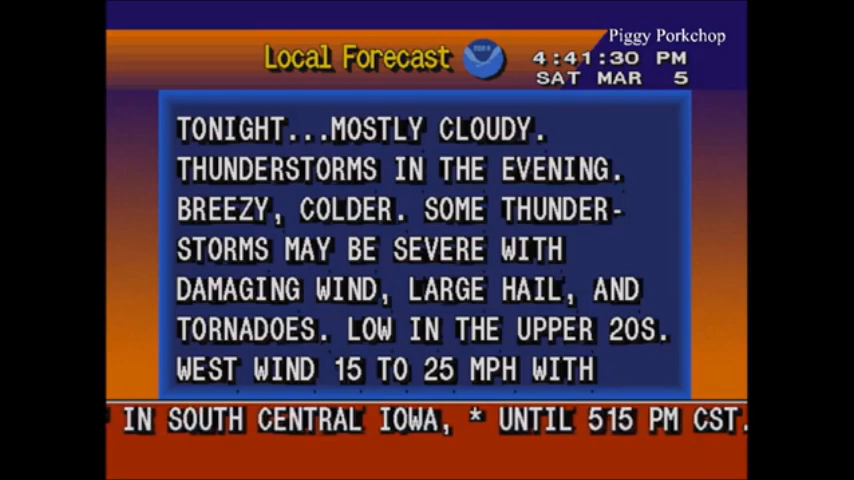 Piggy Porkchop
Local Forecast
4:41:30 PM
SAT MAR 5
TONIGHT...MOSTLY CLOUDY.
THUNDERSTORMS IN THE EVENING.
BREEZY, COLDER. SOME THUNDER-
STORMS MAY BE SEVERE WITH
DAMAGING WIND, LARGE HAIL, AND
TORNADOES. LOW IN THE UPPER 20S.
WEST WIND 15 TO 25 MPH WITH
* IN SOUTH CENTRAL IOWA, * UNTIL 515 PM CST.